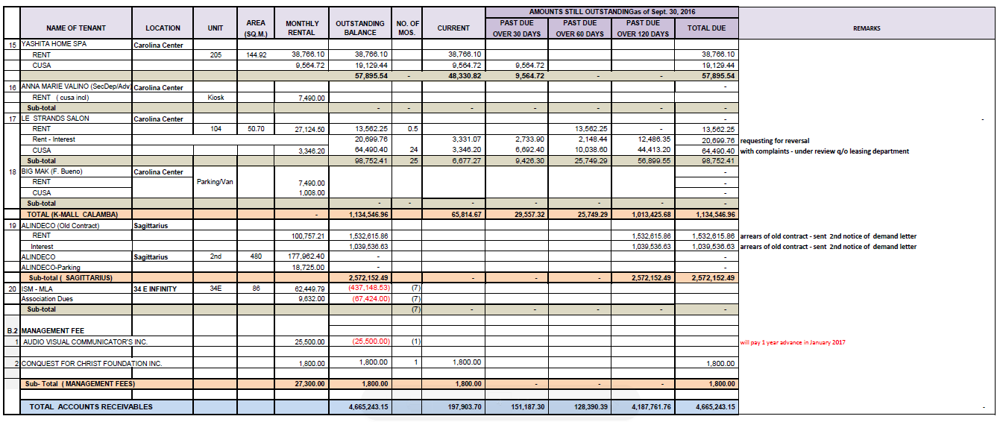 AMOUNTS STILL OUTSTANDINGas of Sept. 30, 2016
NAME OF TENANT LOCATION UNIT AREA (SQ.M.) MONTHLY RENTAL OUTSTANDING BALANCE NO. OF MOS. CURRENT PAST DUE OVER 30 DAYS PAST DUE OVER 60 DAYS PAST DUE OVER 120 DAYS TOTAL DUE REMARKS
15 YASHITA HOME SPA Carolina Center
RENT 205 144.92 38,766.10 38,766.10 38,766.10 38,766.10
CUSA 9,564.72 19,129.44 9,564.72 9,564.72 19,129.44
57,895.54 - 48,330.82 9,564.72 - - 57,895.54
16 ANNA MARIE VALINO (SecDep/Adv) Carolina Center -
RENT ( cusa incl) Kiosk 7,490.00
Sub-total - - - - - - -
17 LE STRANDS SALON Carolina Center - -
RENT 104 50.70 27,124.50 13,562.25 0.5 13,562.25 - 13,562.25
Rent - Interest 20,699.76 3,331.07 2,733.90 2,148.44 12,486.35 20,699.76 requesting for reversal
CUSA 3,346.20 64,490.40 24 3,346.20 6,692.40 10,038.60 44,413.20 64,490.40 with complaints - under review q/o leasing department
Sub-total 98,752.41 25 6,677.27 9,426.30 25,749.29 56,899.55 98,752.41
18 BIG MAK (F. Bueno) Carolina Center -
RENT Parking/Van 7,490.00 -
CUSA 1,008.00 -
Sub-total - - - - - - -
TOTAL (K-MALL CALAMBA) - 1,134,546.96 65,814.67 29,557.32 25,749.29 1,013,425.68 1,134,546.96
19 ALINDECO (Old Contract) Sagittarius
RENT 100,757.21 1,532,615.86 1,532,615.86 1,532,615.86 arrears of old contract - sent 2nd notice of demand letter
Interest 1,039,536.63 1,039,536.63 1,039,536.63 arrears of old contract - sent 2nd notice of demand letter
ALINDECO Sagittarius 2nd 480 177,962.40 - -
ALINDECO-Parking 18,725.00 - -
Sub-total ( SAGITTARIUS) 2,572,152.49 - - - 2,572,152.49 2,572,152.49
20 ISM - MLA 34 E INFINITY 34E 86 62,449.79 (437,148.53) (7)
Association Dues 9,632.00 (67,424.00) (7)
Sub-total (7) - - - - -
B.2 MANAGEMENT FEE
1 AUDIO VISUAL COMMUNICATOR'S INC. 25,500.00 (25,500.00) (1) will pay 1 year advance in January 2017
2 CONQUEST FOR CHRIST FOUNDATION INC. 1,800.00 1,800.00 1 1,800.00 1,800.00
Sub- Total ( MANAGEMENT FEES) 27,300.00 1,800.00 1,800.00 - - - 1,800.00
TOTAL ACCOUNTS RECEIVABLES 4,665,243.15 197,903.70 151,187.30 128,390.39 4,187,761.76 4,665,243.15 -